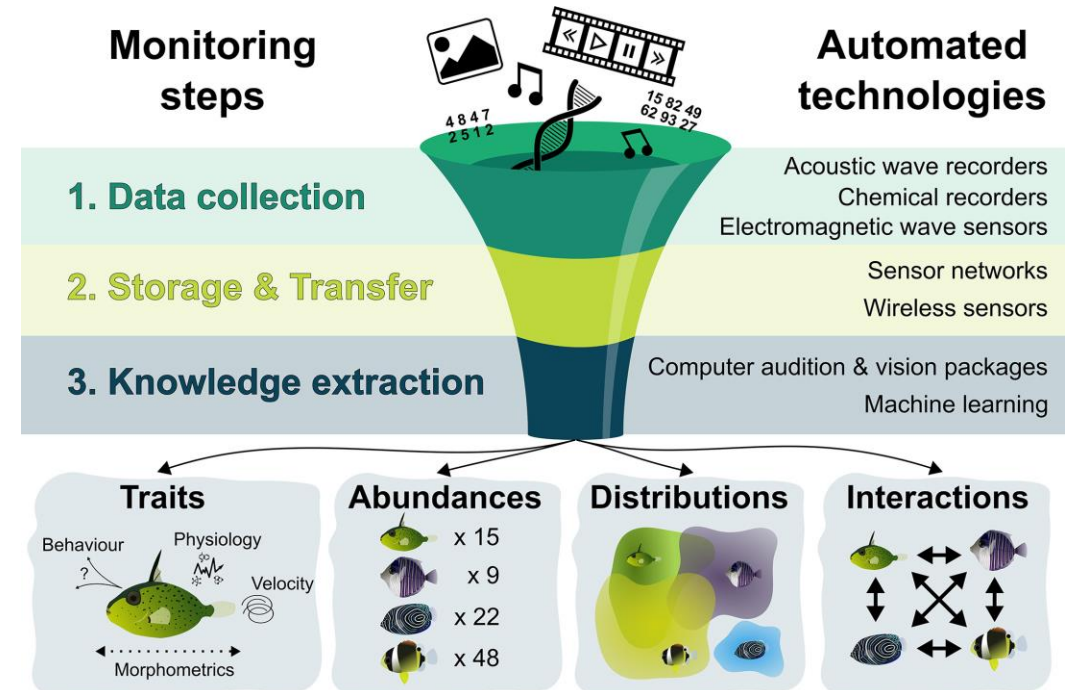 Monitoring
steps
Automated
technologies
4 8 4 7
2 5 1 2
15 82 49
62 93 27
1. Data collection
Acoustic wave recorders
Chemical recorders
Electromagnetic wave sensors
2. Storage & Transfer
Sensor networks
Wireless sensors
3. Knowledge extraction
Computer audition & vision packages
Machine learning
Traits
Behaviour
?
Physiology
Velocity
Morphometrics
Abundances
x 15
x 9
x 22
x 48
Distributions
Interactions